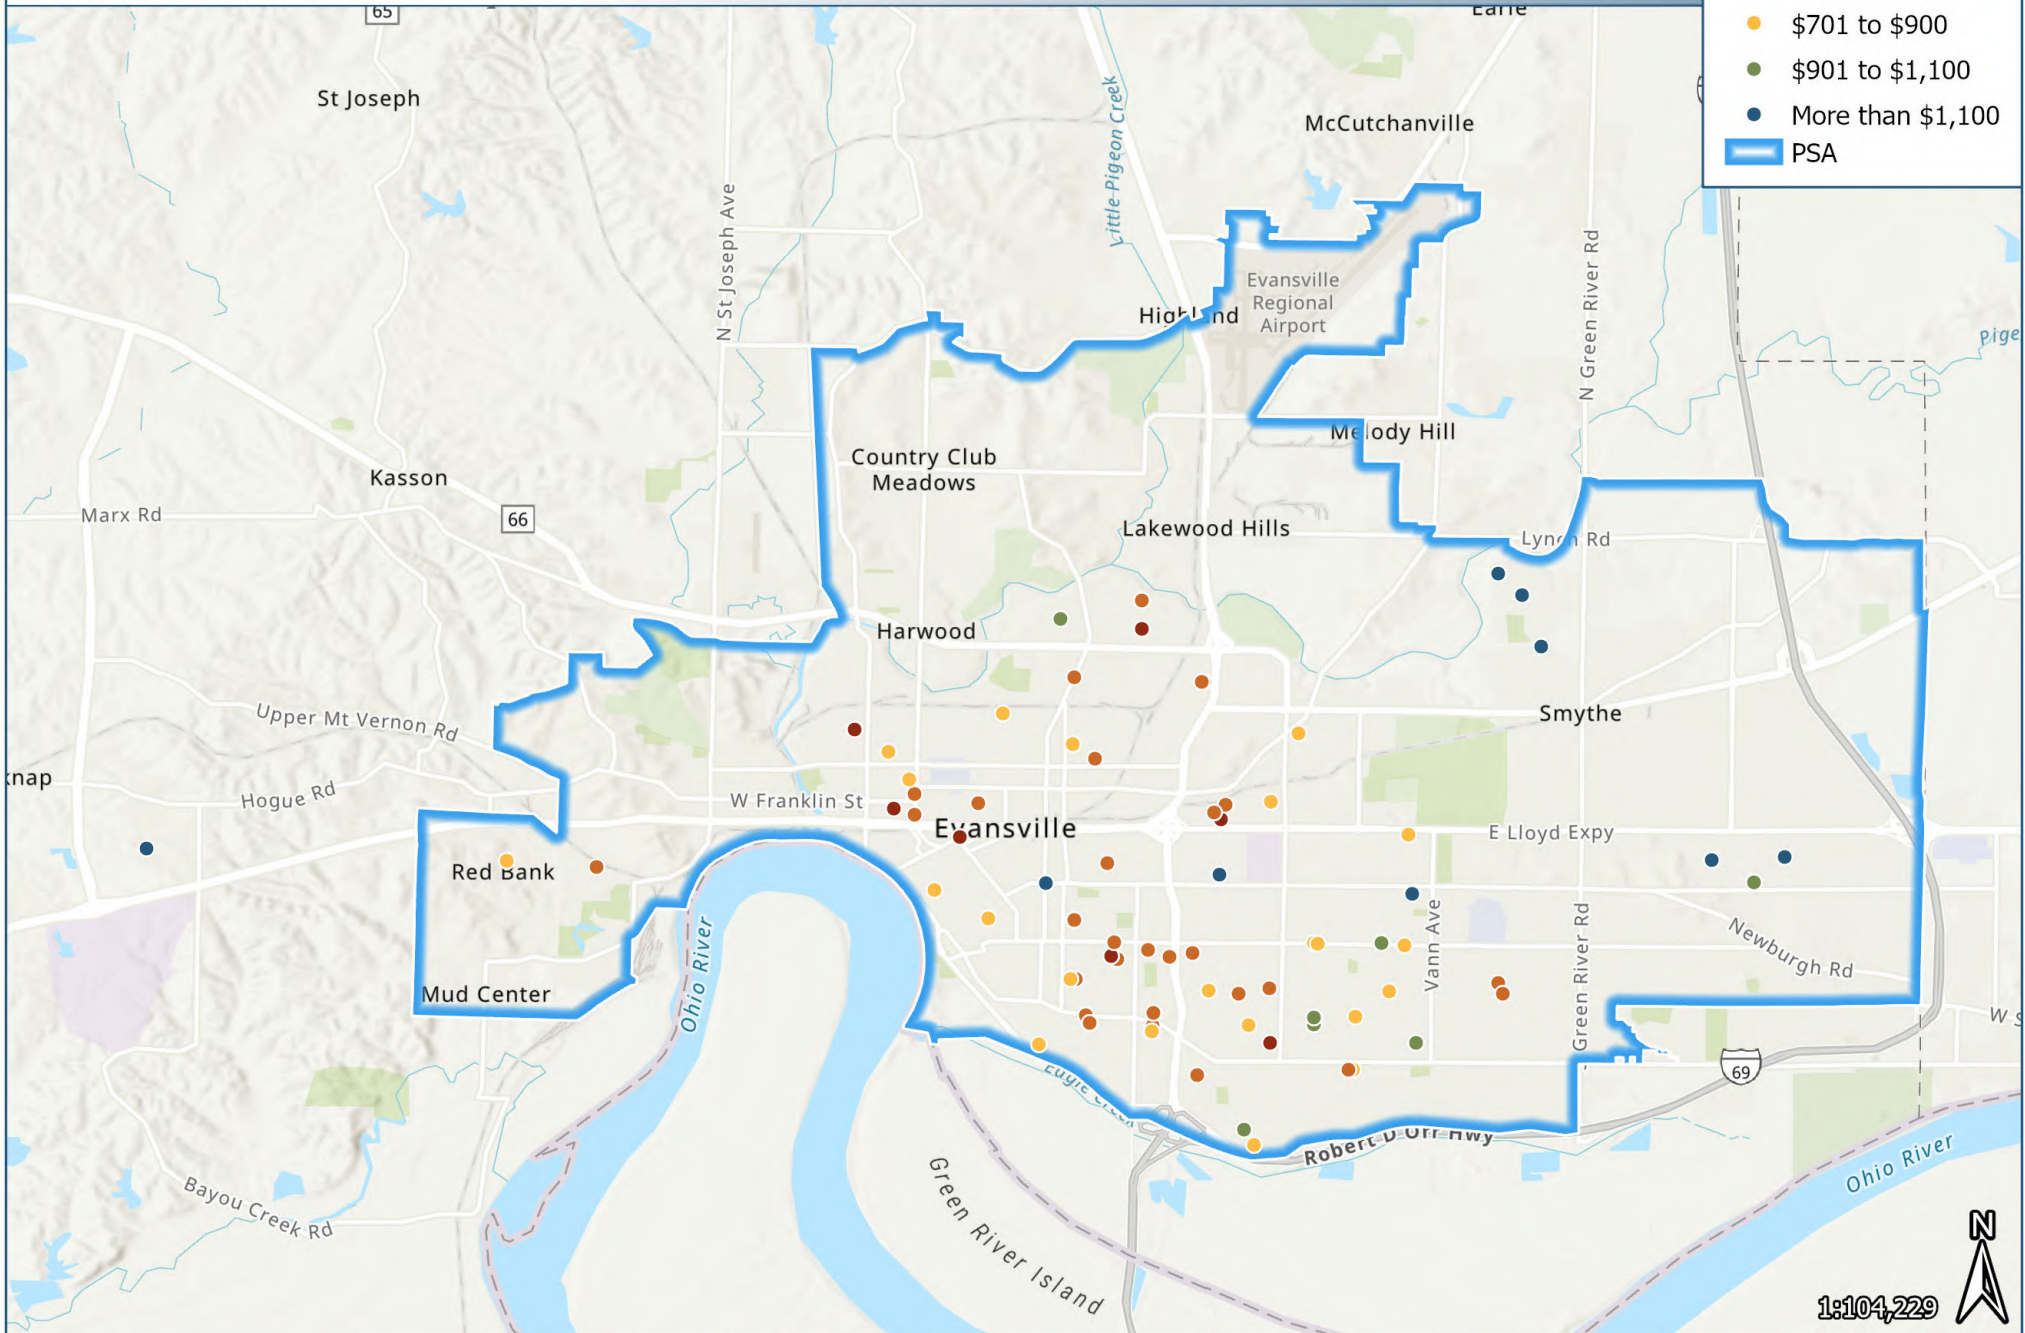 65
Earle
$701 to $900
$901 to $1,100
More than $1,100
PSA
St Joseph
McCutchanville
Little Pigeon Creek
N St Joseph Ave
N Green River Rd
Evansville
Regional
Airport
Highland
Pige
Melody Hill
Country Club
Meadows
Kasson
Marx Rd
66
Lakewood Hills
Lynch Rd
Harwood
Upper Mt Vernon Rd
Smythe
knap
Hogue Rd
W Franklin St
Evansville
E Lloyd Expy
Red Bank
Vann Ave
Newburgh Rd
Green River Rd
Ohio River
Mud Center
W S
69
Eagle Creek
Robert D Orr Hwy
Ohio River
Bayou Creek Rd
Green River Island
N
1:104,229